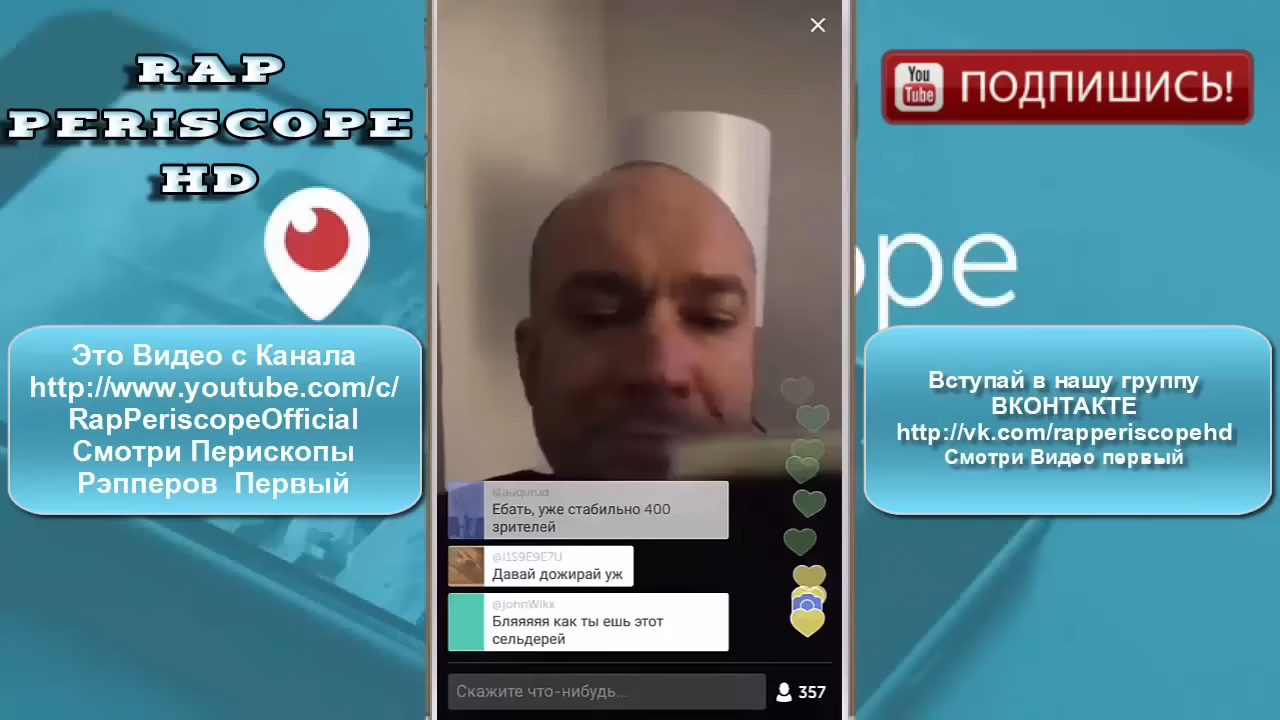 RAP
PERISCOPE
HD
Это Видео с Канала
http://www.youtube.com/c/
RapPeriscopeOfficial
Смотри Перископы
Рэпперов Первый
Ебать, уже стабильно 400
зрителей
@l1S9E9E7U
Давай дожирай уж
@johnWikx
Бляяяяя как ты ешь этот
сельдерей
Скажите что-нибудь...
357
You
Tube
ПОДПИШИСЬ!
ope
Вступай в нашу группу
ВКОНТАКТЕ
http://vk.com/rapperiscopehd
Смотри Видео первый